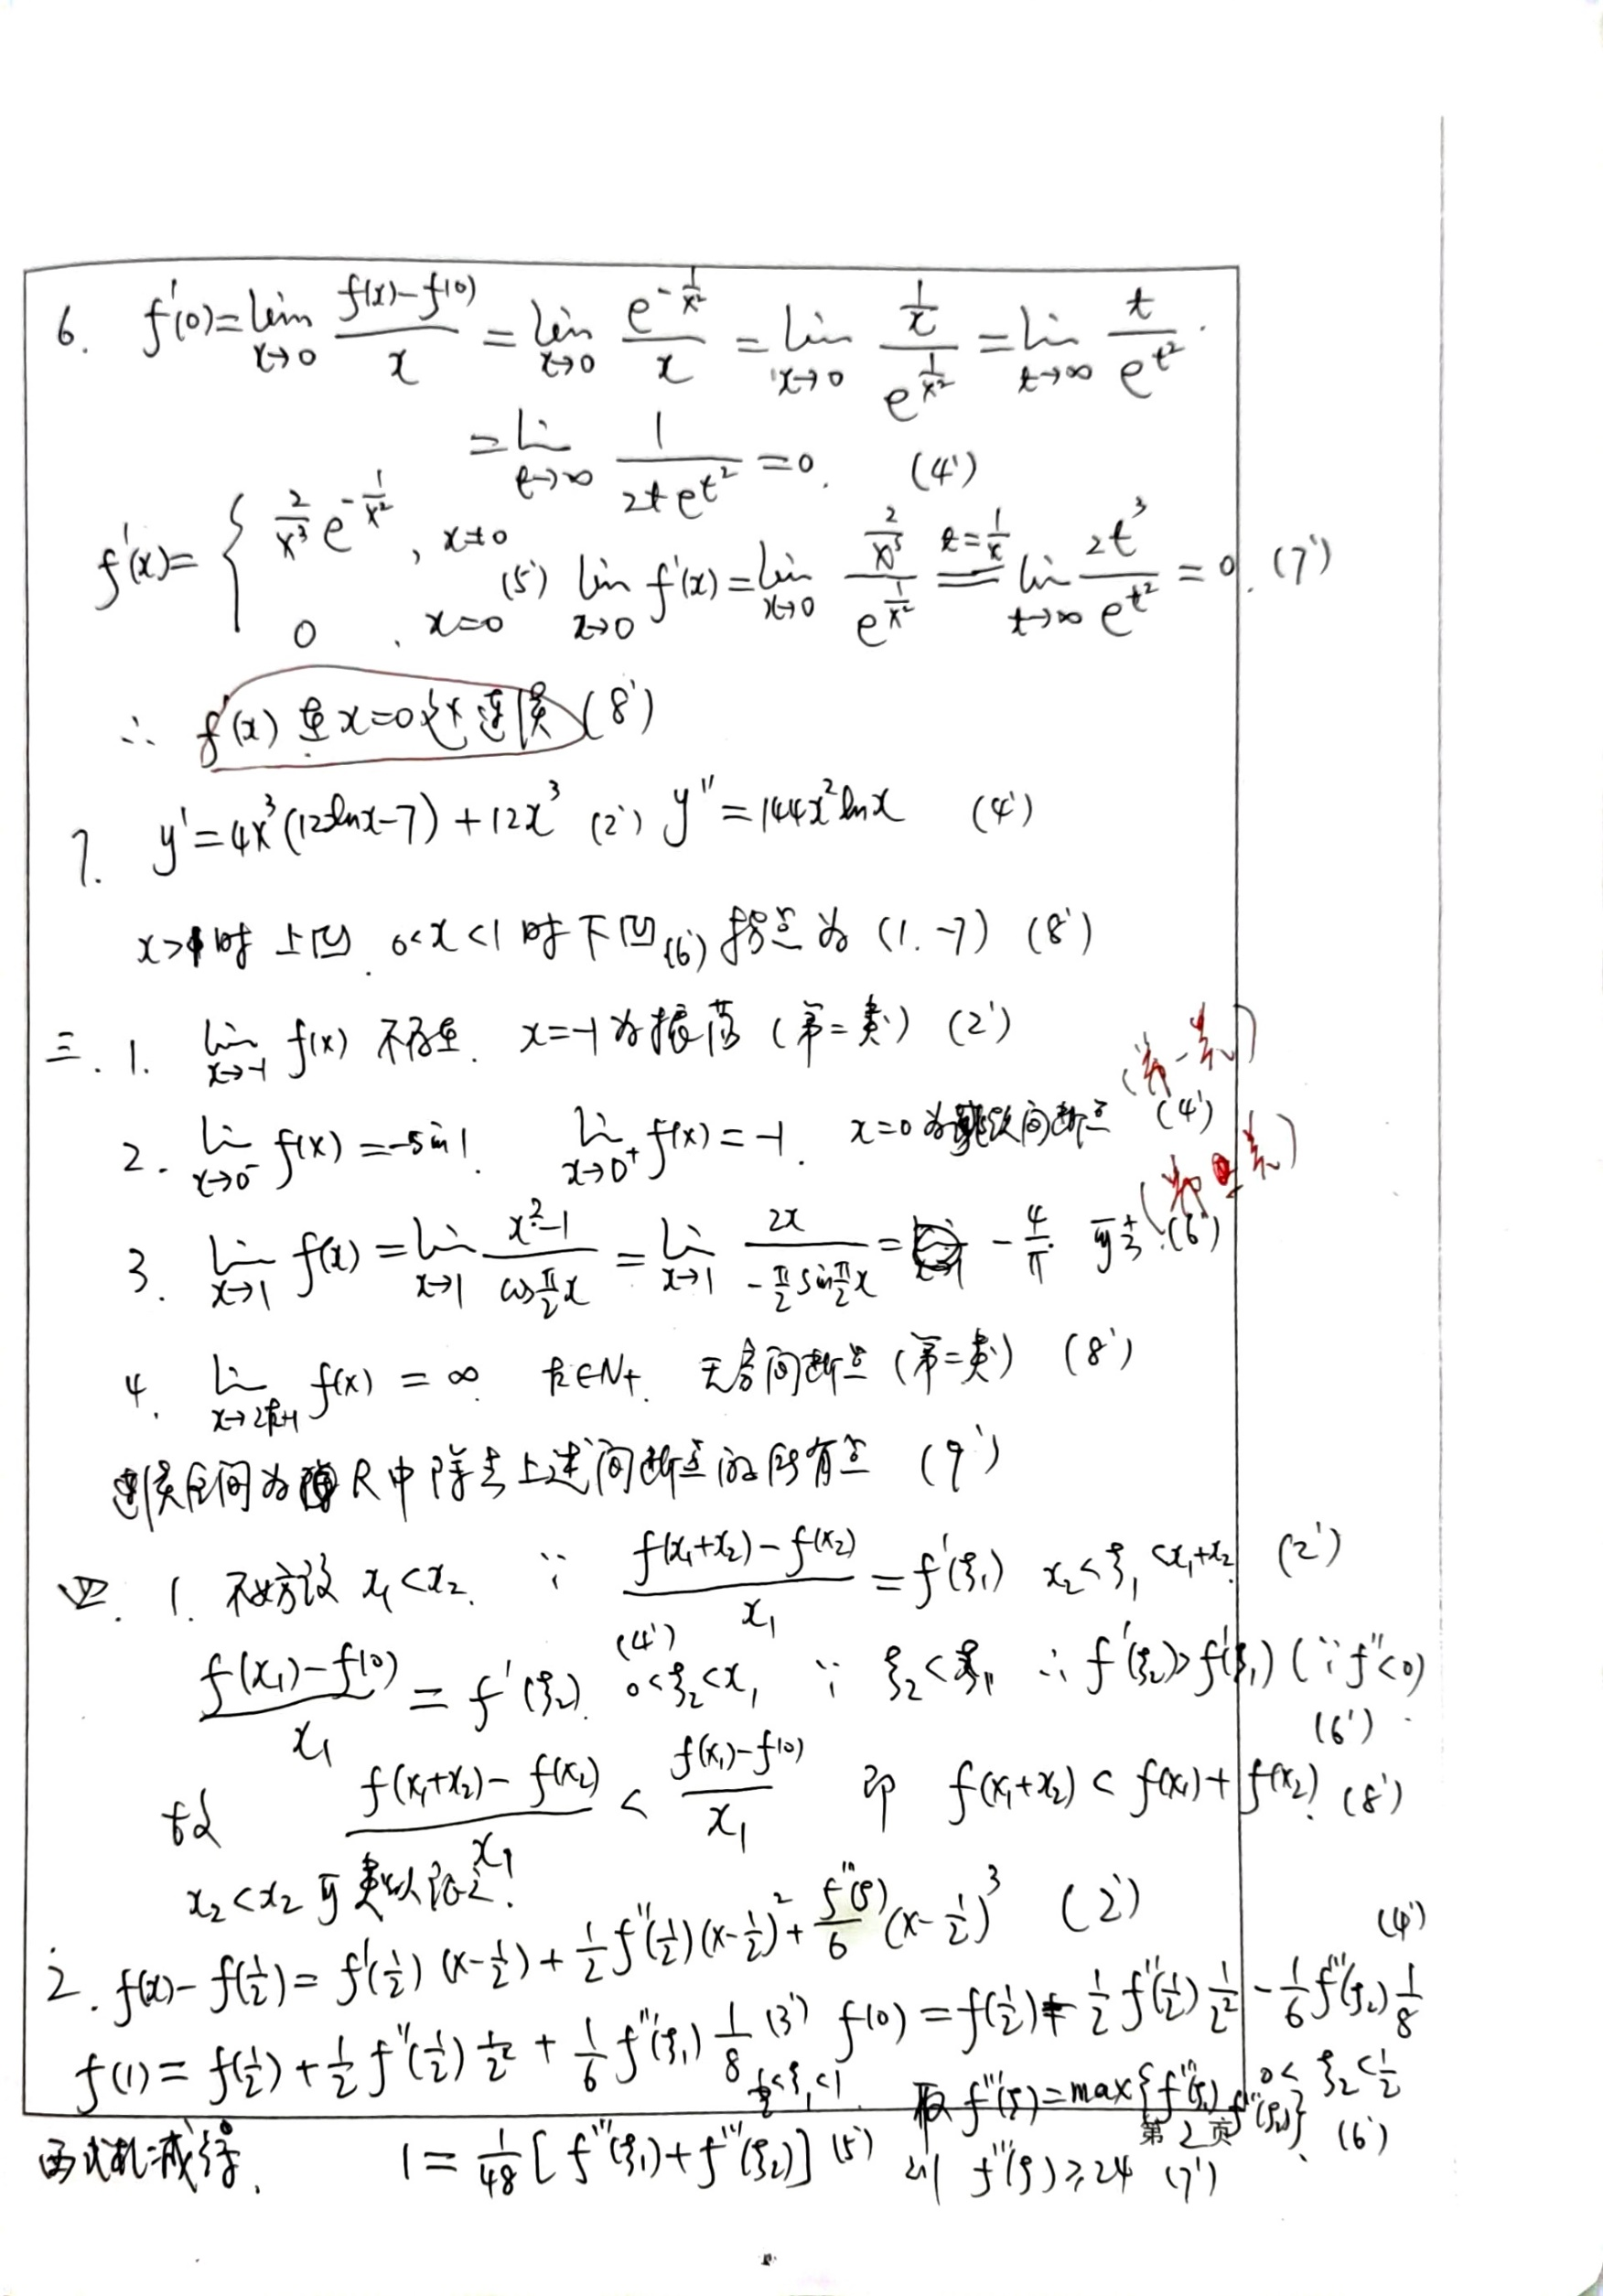 6. f'(0)=lim_{x→0} (f(x)-f(0))/x = lim_{x→0} e^{-1/x²}/x = lim_{x→0} (1/x)/e^{1/x²} = lim_{t→∞} t/e^{t²}
= lim_{t→∞} 1/(2te^{t²}) = 0. (4')
f'(x)= { 2/x³ e^{-1/x²}, x≠0
0, x=0 (5') lim_{x→0} f'(x) = lim_{x→0} (2/x³)/e^{1/x²} (t=1/x) = lim_{t→∞} 2t³/e^{t²} = 0. (7')
∴ f'(x)在 x=0 处连续 (8')
7. y'=4x³(12lnx-7)+12x³ (2') y''=144x²lnx (4')
x>1时上凹. 0<x<1时下凹 (6') 拐点为 (1.-7) (8')
三. 1. lim_{x→-1} f(x) 不存在. x=-1为振荡 (第二类) (2')
(第一类)
2. lim_{x→0⁻} f(x) = -sin1. lim_{x→0⁺} f(x) = -1. x=0为跳跃间断点 (4')
3. lim_{x→1} f(x) = lim_{x→1} (x²-1)/(cos π/2 x) = lim_{x→1} 2x/(-π/2 sin π/2 x) = -4/π. 可去 (6')
4. lim_{x→2k+1} f(x) = ∞. k∈N+. 无穷间断点 (第二类) (8')
连续区间为 R中除去上述间断点的所有点 (9')
四. 1. 不妨设 x₁<x₂. ∵ (f(x₁+x₂)-f(x₂))/x₁ = f'(ξ₁) x₂<ξ₁<x₁+x₂ (2')
(f(x₁)-f(0))/x₁ = f'(ξ₂). 0<ξ₂<x₁ (4') ∵ ξ₂<ξ₁ ∴ f'(ξ₂)>f'(ξ₁) (∵f''<0) (6')
故 (f(x₁+x₂)-f(x₂))/x₁ < (f(x₁)-f(0))/x₁ 即 f(x₁+x₂) < f(x₁)+f(x₂). (8')
x₂<x₂ 可类似验证!
2. f(x)-f(1/2) = f'(1/2)(x-1/2) + 1/2 f''(1/2)(x-1/2)² + f'''(ξ)/6 (x-1/2)³ (2')
f(1) = f(1/2) + 1/2 f''(1/2) 1/2² + 1/6 f'''(ξ₁) 1/8 (3') 1/2<ξ₁<1 f(0) = f(1/2) + 1/2 f''(1/2) 1/2² - 1/6 f'''(ξ₂) 1/8 (4') 0<ξ₂<1/2
两式相减得. 1 = 1/48 [f'''(ξ₁)+f'''(ξ₂)] (5') 取 f'''(ξ)=max{f'''(ξ₁), f'''(ξ₂)} (6')
则 f'''(ξ)≥24 (7')
第 2 页